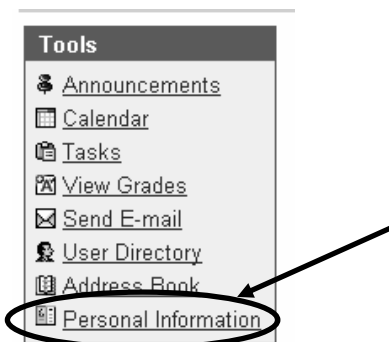 Tools
Announcements
Calendar
Tasks
View Grades
Send E-mail
User Directory
Address Book
Personal Information